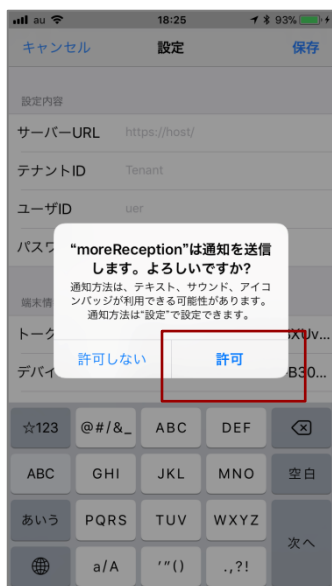 au 18:25 93%
キャンセル 設定 保存
設定内容
サーバーURL https://host/
テナントID Tenant
ユーザID uer
パスワ
"moreReception"は通知を送信
します。よろしいですか?
通知方法は、テキスト、サウンド、アイコ
ンバッジが利用できる可能性があります。
通知方法は"設定"で設定できます。
端末情
トーク XUv...
許可しない 許可
デバイ B30...
☆123 @#/&_ ABC DEF
ABC GHI JKL MNO 空白
あいう PQRS TUV WXYZ
次へ
a/A '"() .,?!